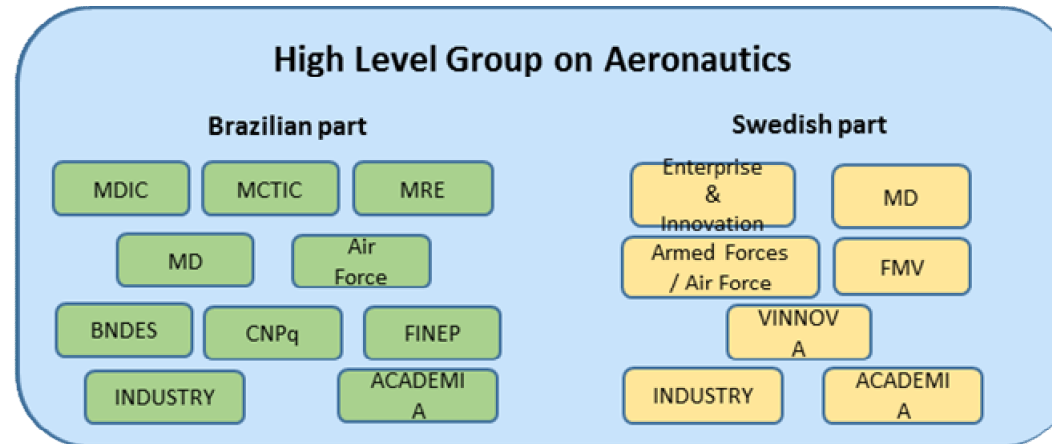 High Level Group on Aeronautics
Brazilian part
MDIC
MCTIC
MRE
MD
Air
Force
BNDES
CNPq
FINEP
INDUSTRY
ACADEMI
A
Swedish part
Enterprise
&
Innovation
MD
Armed Forces
/ Air Force
FMV
VINNOV
A
INDUSTRY
ACADEMI
A